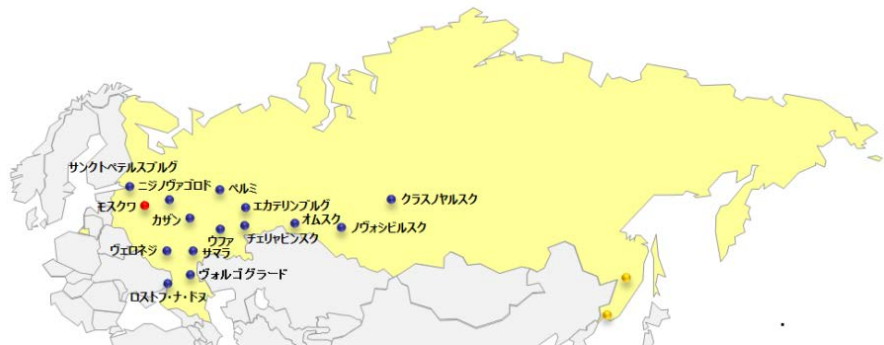 サンクトペテルスブルグ
ニジノヴァゴロド
ペルミ
モスクワ
エカテリンブルグ
クラスノヤルスク
カザン
オムスク
ノヴォシビルスク
ウファ
チェリャビンスク
ヴェロネジ
サマラ
ヴォルゴグラード
ロストフ・ナ・ドヌ